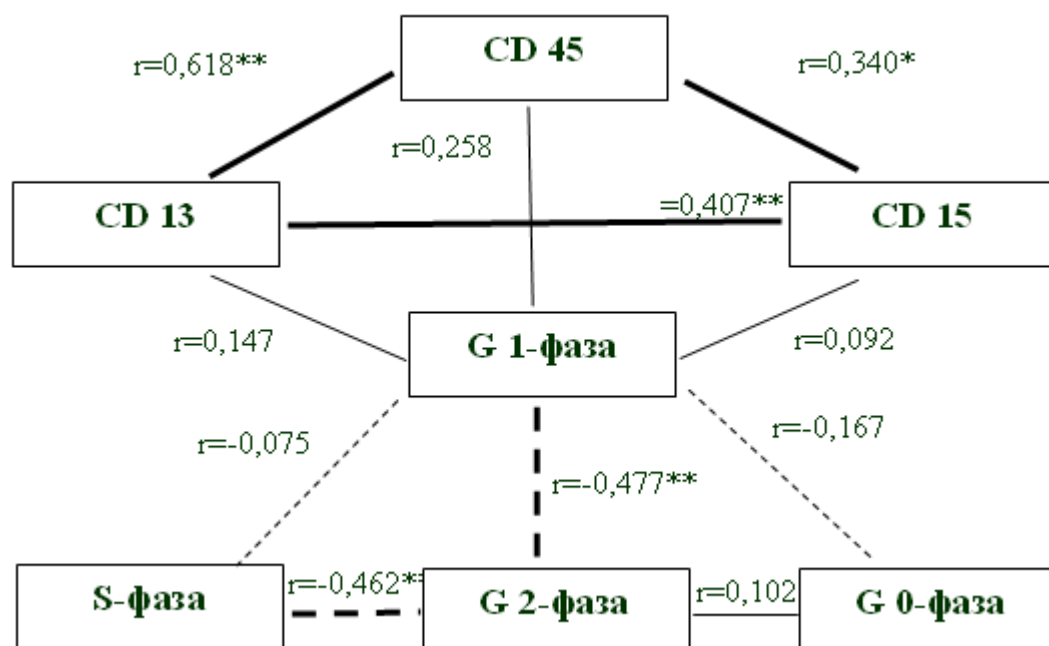 CD 45
r=0,618**
r=0,340*
r=0,258
CD 13
=0,407**
CD 15
r=0,147
G 1-фаза
r=0,092
r=-0,075
r=-0,167
r=-0,477**
S-фаза
r=-0,462*
G 2-фаза
r=0,102
G 0-фаза